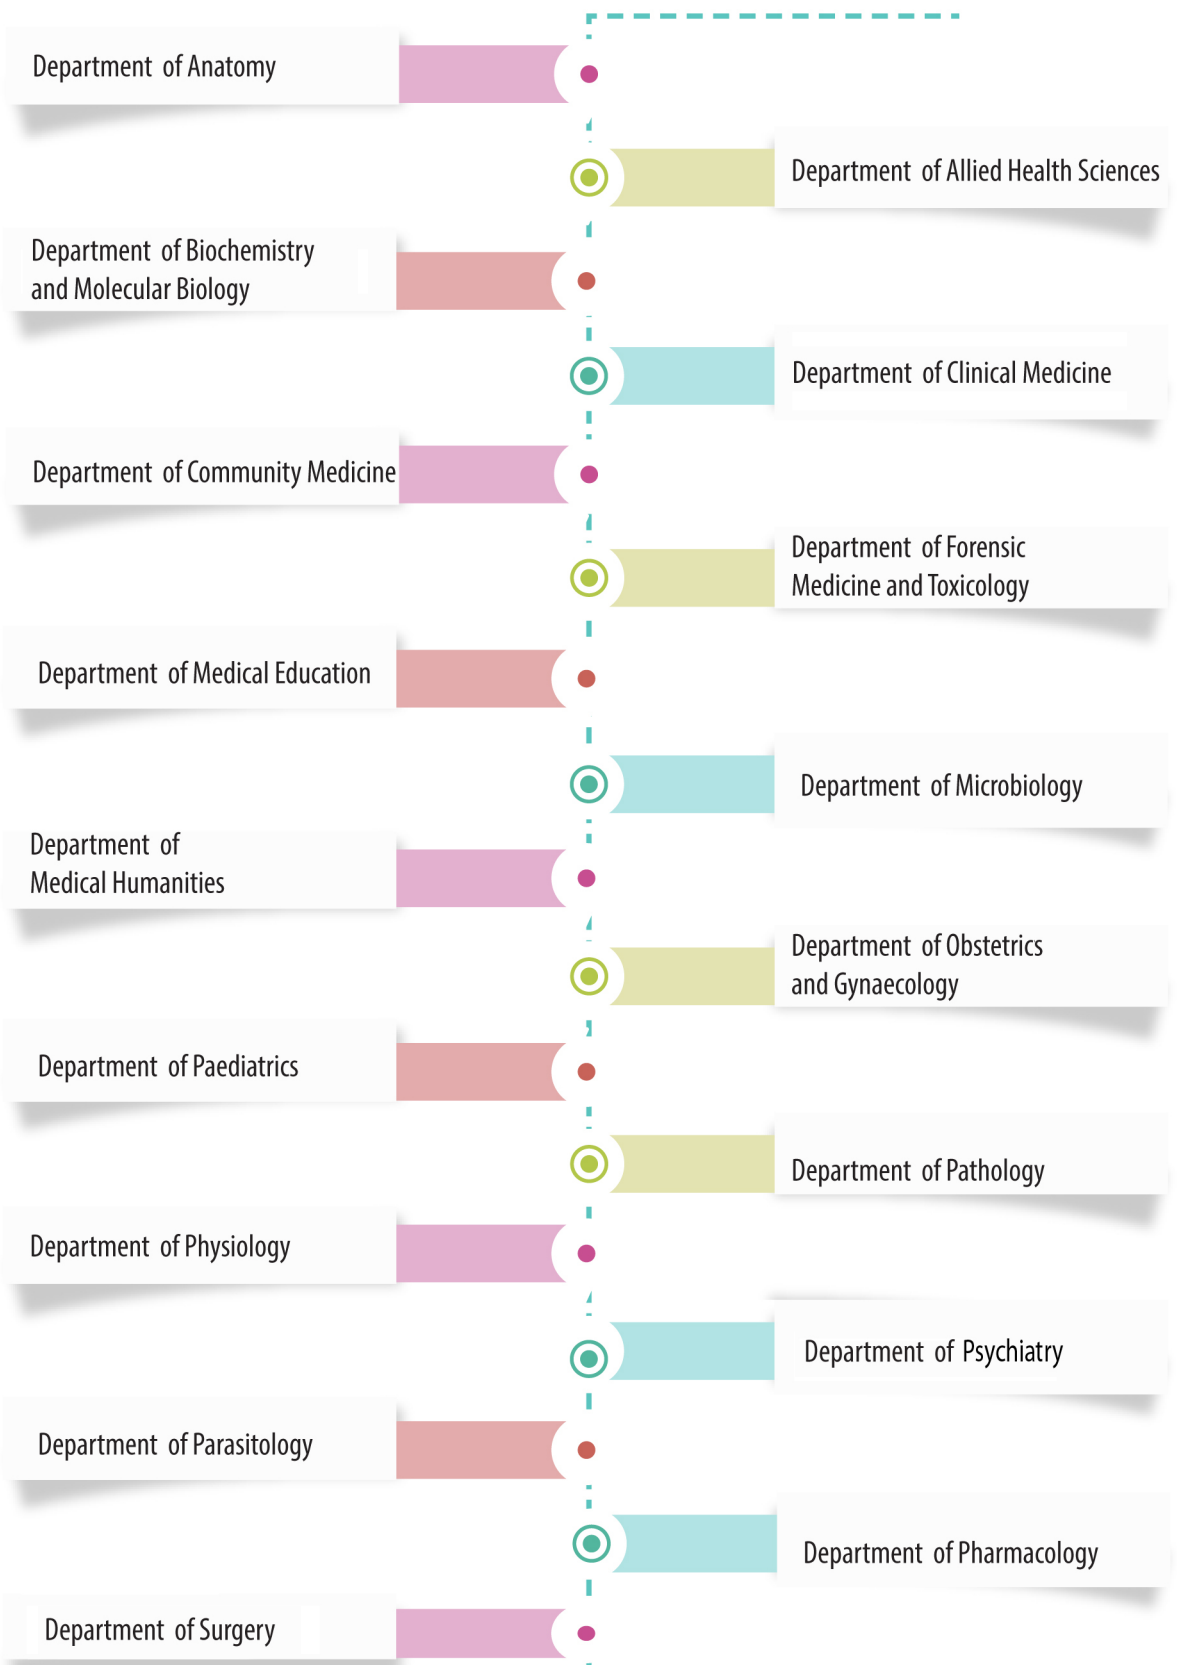 Department of Anatomy
Department of Allied Health Sciences
Department of Biochemistry
and Molecular Biology
Department of Clinical Medicine
Department of Community Medicine
Department of Forensic
Medicine and Toxicology
Department of Medical Education
Department of Microbiology
Department of
Medical Humanities
Department of Obstetrics
and Gynaecology
Department of Paediatrics
Department of Pathology
Department of Physiology
Department of Psychiatry
Department of Parasitology
Department of Pharmacology
Department of Surgery